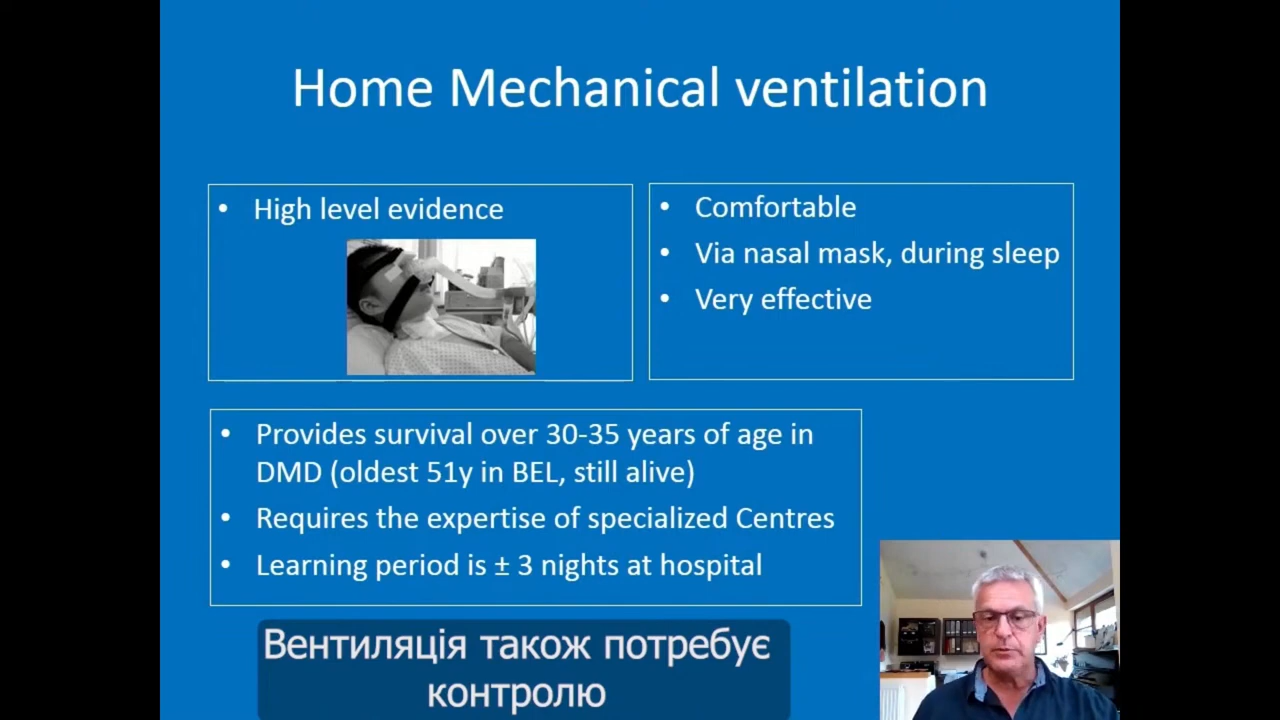 Home Mechanical ventilation
• High level evidence
• Comfortable
• Via nasal mask, during sleep
• Very effective
• Provides survival over 30-35 years of age in
DMD (oldest 51y in BEL, still alive)
• Requires the expertise of specialized Centres
• Learning period is ± 3 nights at hospital
Вентиляція також потребує
контролю